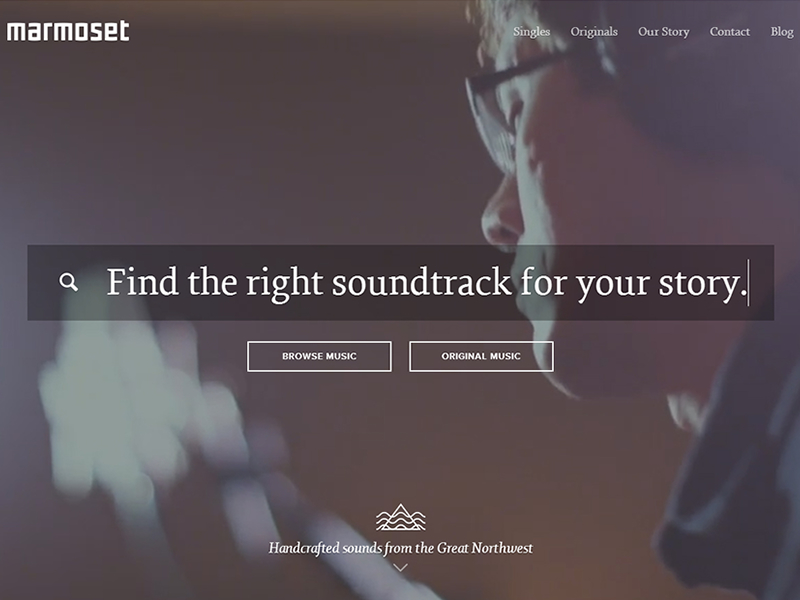 marmoset
Singles Originals Our Story Contact Blog
Find the right soundtrack for your story.
BROWSE MUSIC ORIGINAL MUSIC
Handcrafted sounds from the Great Northwest